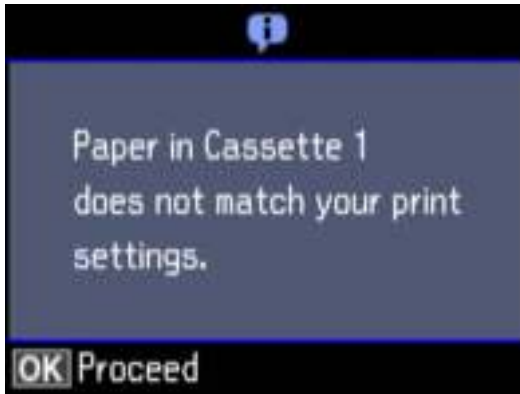 Paper in Cassette 1
does not match your print
settings.
OK Proceed